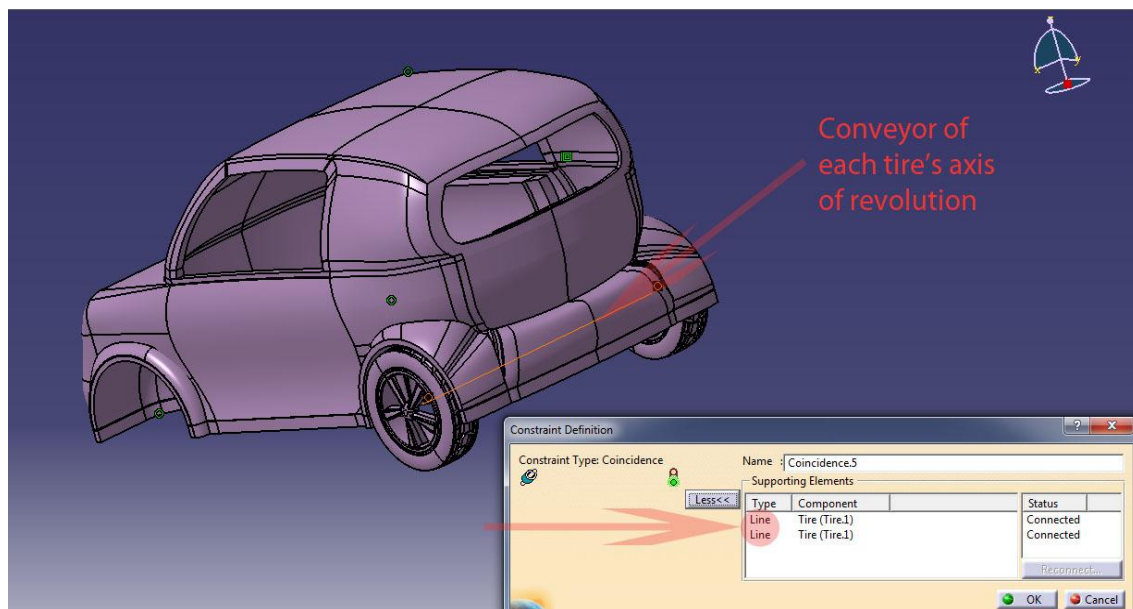 Conveyor of
each tire's axis
of revolution
Constraint Definition
? X
Constraint Type: Coincidence
Name : Coincidence.5
Supporting Elements
Less<<
Type Component Status
Line Tire (Tire.1) Connected
Line Tire (Tire.1) Connected
Reconnect...
OK Cancel
x
y